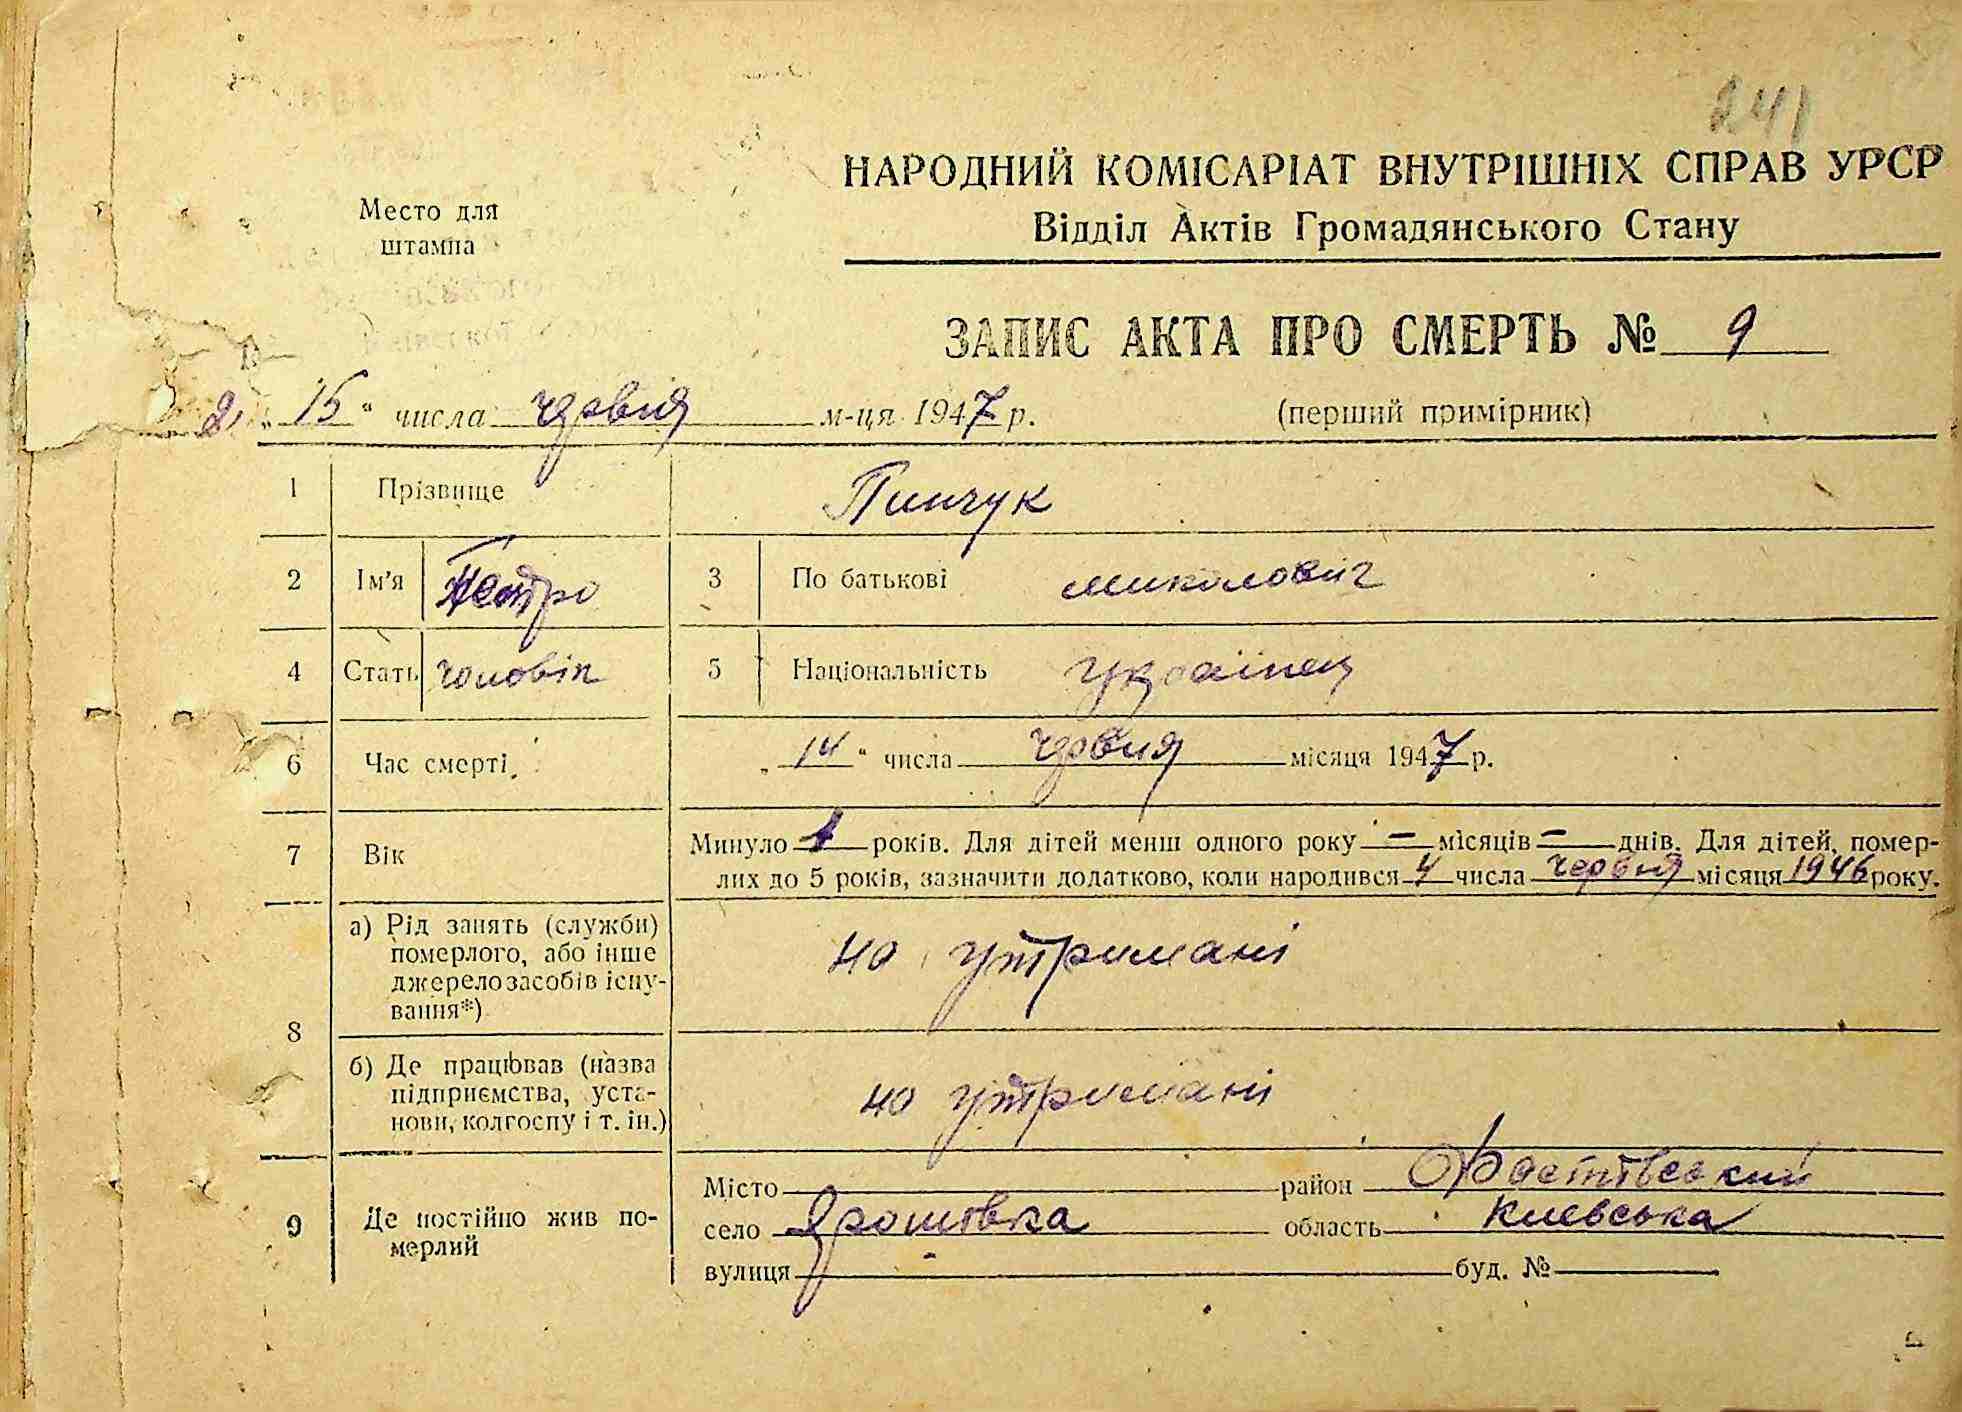 241
НАРОДНИЙ КОМІСАРІАТ ВНУТРІШНІХ СПРАВ УРСР
Відділ Актів Громадянського Стану
Место для
штампа
ЗАПИС АКТА ПРО СМЕРТЬ № 9
„15“ числа червня м-ця 1947 р.
(перший примірник)
1 Прізвище Пинчук
2 Ім'я Петро 3 По батькові миколович
4 Стать чоловік 5 Національність Українец
6 Час смерті „14“ числа червня місяця 1947 р.
7 Вік Минуло 1 років. Для дітей менш одного року – місяців – днів. Для дітей, помер-
лих до 5 років, зазначити додатково, коли народився 4 числа червня місяця 1946 року.
8 а) Рід занять (служби)
померлого, або інше
джерело засобів існу-
вання*)
на утримані
б) Де працював (назва
підприємства, уста-
нови, колгоспу і т. ін.)
на утримані
9 Де постійно жив по-
мерлий
Місто район Фастівський
село Ярошівка область Києвська
вулиця буд. №